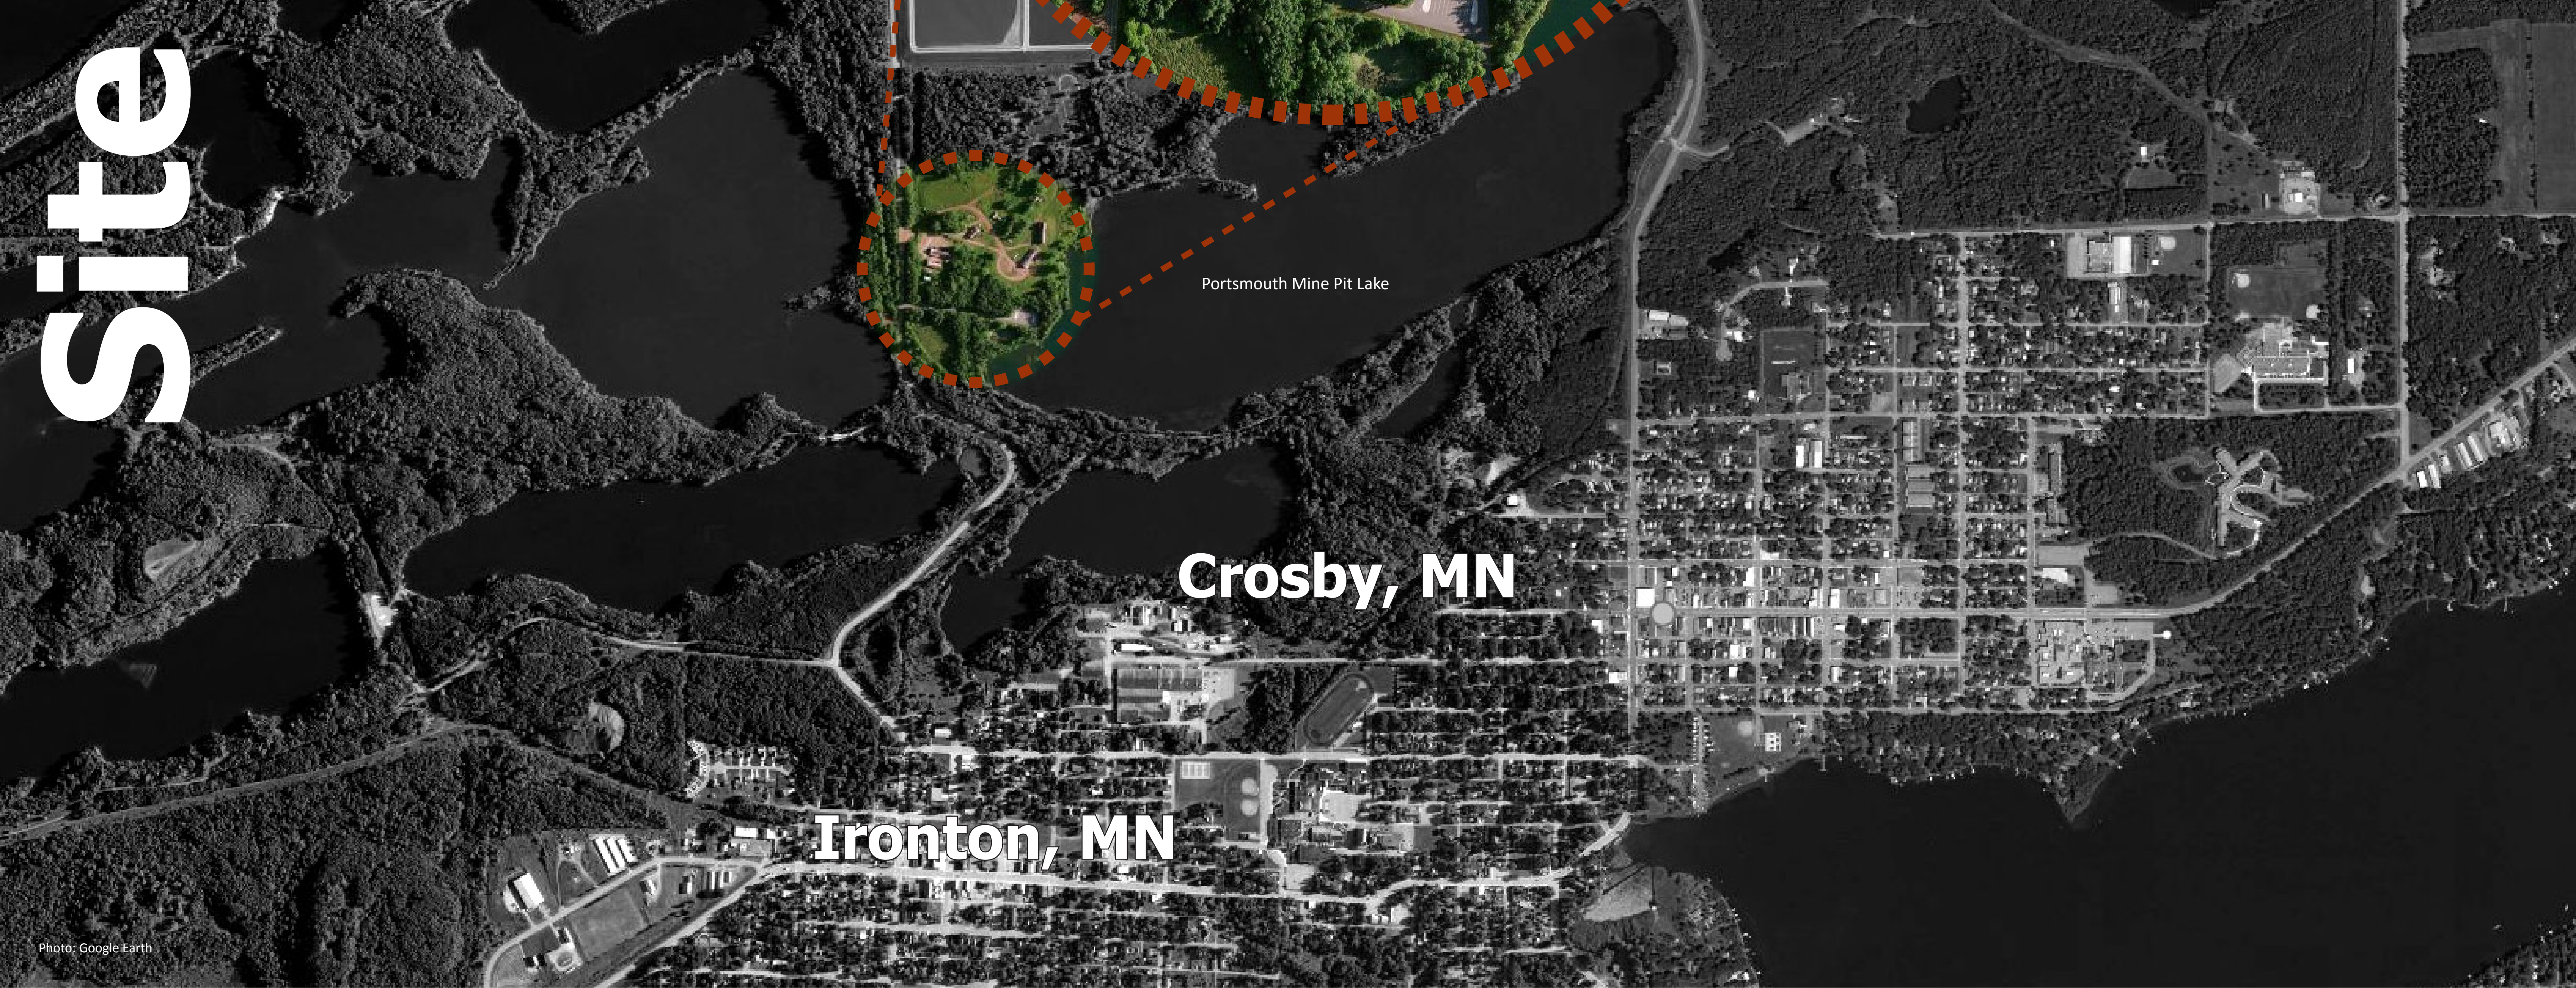 Site
Portsmouth Mine Pit Lake
Crosby, MN
Ironton, MN
Photo: Google Earth